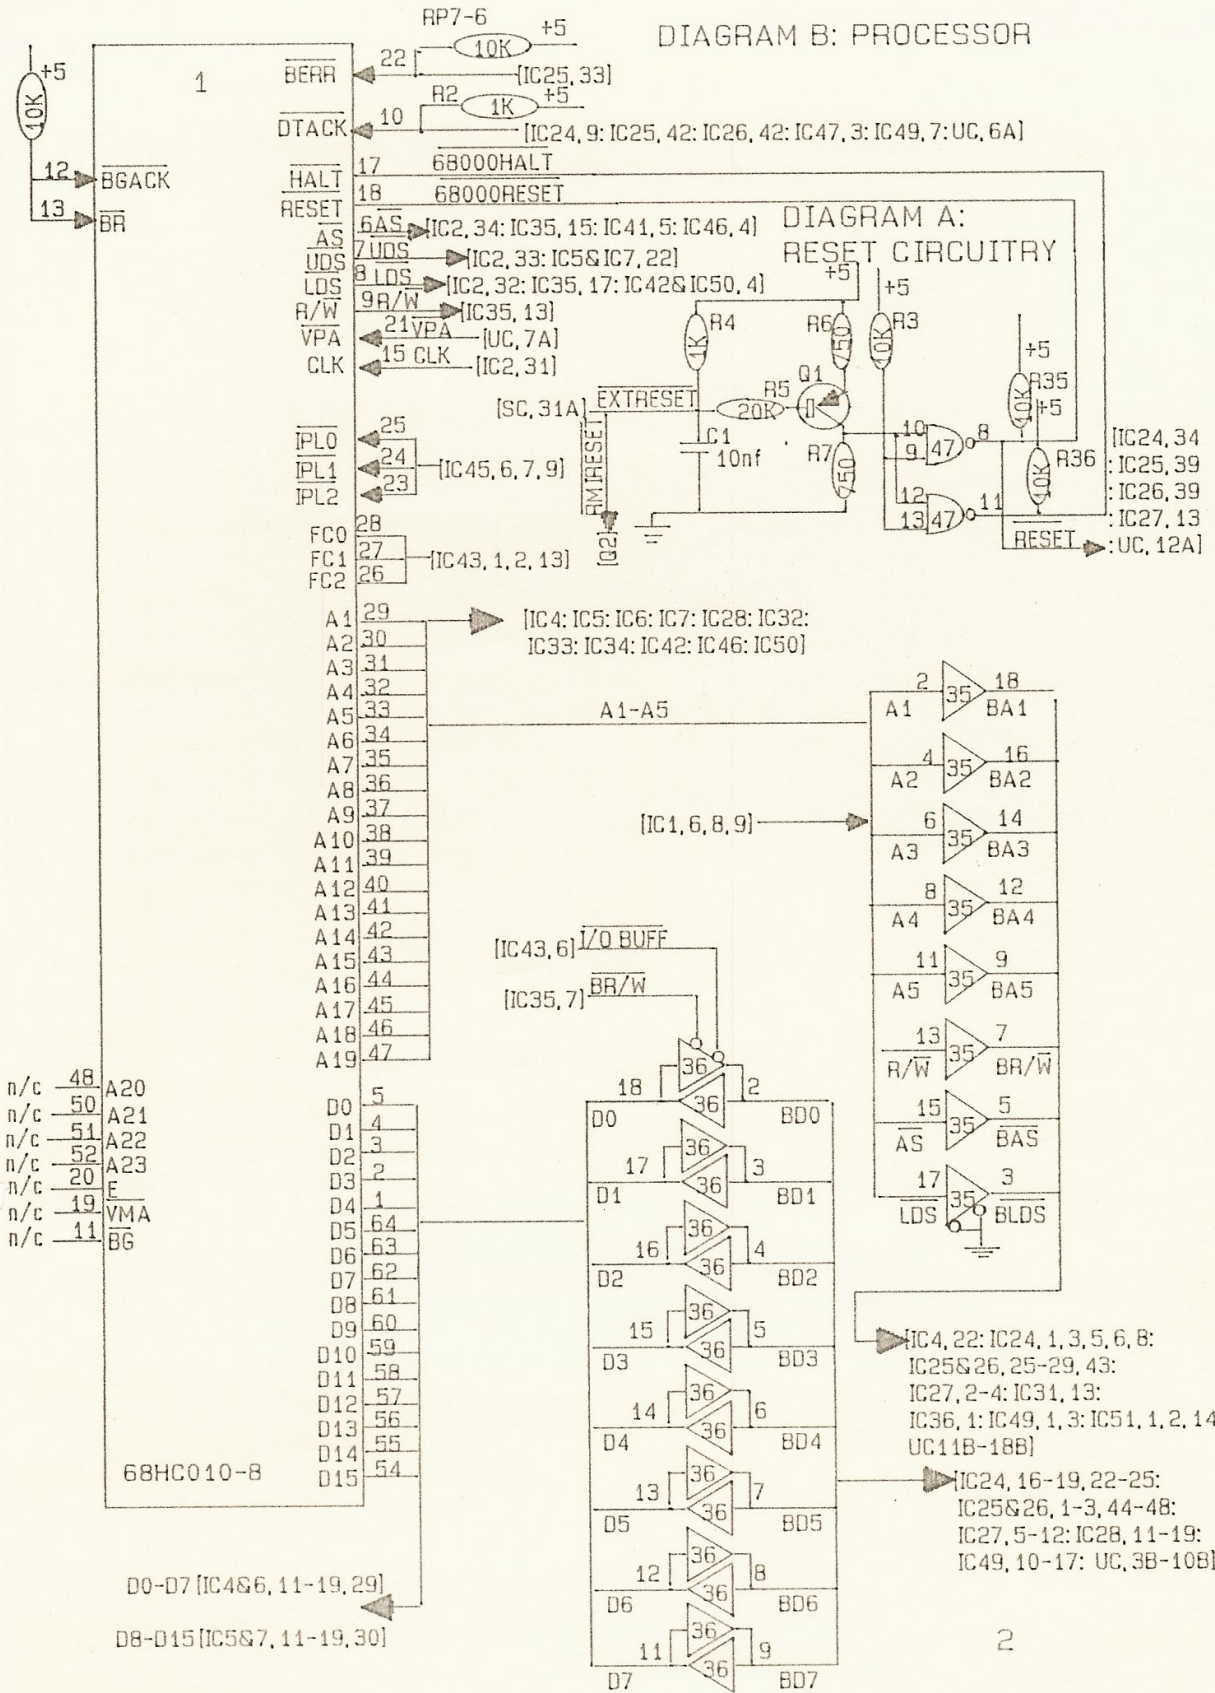 RP7-6
+5
DIAGRAM B: PROCESSOR
10K
+5
10K
1
BERR
22
[IC25,33]
R2
1K
+5
DTACK
10
[IC24,9: IC25,42: IC26,42: IC47,3: IC49,7: UC,6A]
12
BGACK
HALT
17
68000HALT
13
BR
RESET
18
68000RESET
AS
6 AS
[IC2,34: IC35,15: IC41,5: IC46,4]
UDS
7 UDS
[IC2,33: IC5&IC7,22]
LDS
8 LDS
[IC2,32: IC35,17: IC42&IC50,4]
R/W
9 R/W
[IC35,13]
VPA
21 VPA
[UC,7A]
CLK
15 CLK
[IC2,31]
DIAGRAM A:
RESET CIRCUITRY
+5
+5
R4
1K
R6
750
R3
10K
+5
R35
10K
+5
R36
10K
[SC,31A]
EXTRESET
R5
20K
Q1
RMIRESET
[Q2]
C1
10nf
R7
750
10
9
47
8
12
13
47
11
RESET
[IC24,34
: IC25,39
: IC26,39
: IC27,13
: UC,12A]
IPL0
25
IPL1
24
IPL2
23
[IC45,6,7,9]
FC0
28
FC1
27
FC2
26
[IC43,1,2,13]
A1 29
[IC4: IC5: IC6: IC7: IC28: IC32:
IC33: IC34: IC42: IC46: IC50]
A2 30
A3 31
A4 32
A5 33
A6 34
A7 35
A8 36
A9 37
A10 38
A11 39
A12 40
A13 41
A14 42
A15 43
A16 44
A17 45
A18 46
A19 47
A1-A5
[IC1,6,8,9]
2 35 18
A1 BA1
4 35 16
A2 BA2
6 35 14
A3 BA3
8 35 12
A4 BA4
11 35 9
A5 BA5
13 35 7
R/W BR/W
15 35 5
AS BAS
17 35 3
LDS BLDS
[IC43,6] I/O BUFF
[IC35,7] BR/W
n/c 48 A20
n/c 50 A21
n/c 51 A22
n/c 52 A23
n/c 20 E
n/c 19 VMA
n/c 11 BG
D0 5
D1 4
D2 3
D3 2
D4 1
D5 64
D6 63
D7 62
D8 61
D9 60
D10 59
D11 58
D12 57
D13 56
D14 55
D15 54
68HC010-8
36
18 36 2
D0 BD0
36
17 36 3
D1 BD1
36
16 36 4
D2 BD2
36
15 36 5
D3 BD3
36
14 36 6
D4 BD4
36
13 36 7
D5 BD5
36
12 36 8
D6 BD6
36
11 36 9
D7 BD7
[IC4,22: IC24,1,3,5,6,8:
IC25&26,25-29,43:
IC27,2-4: IC31,13:
IC36,1: IC49,1,3: IC51,1,2,14
UC11B-18B]
[IC24,16-19,22-25:
IC25&26,1-3,44-48:
IC27,5-12: IC28,11-19:
IC49,10-17: UC,3B-10B]
D0-D7 [IC4&6,11-19,29]
D8-D15 [IC5&7,11-19,30]
2